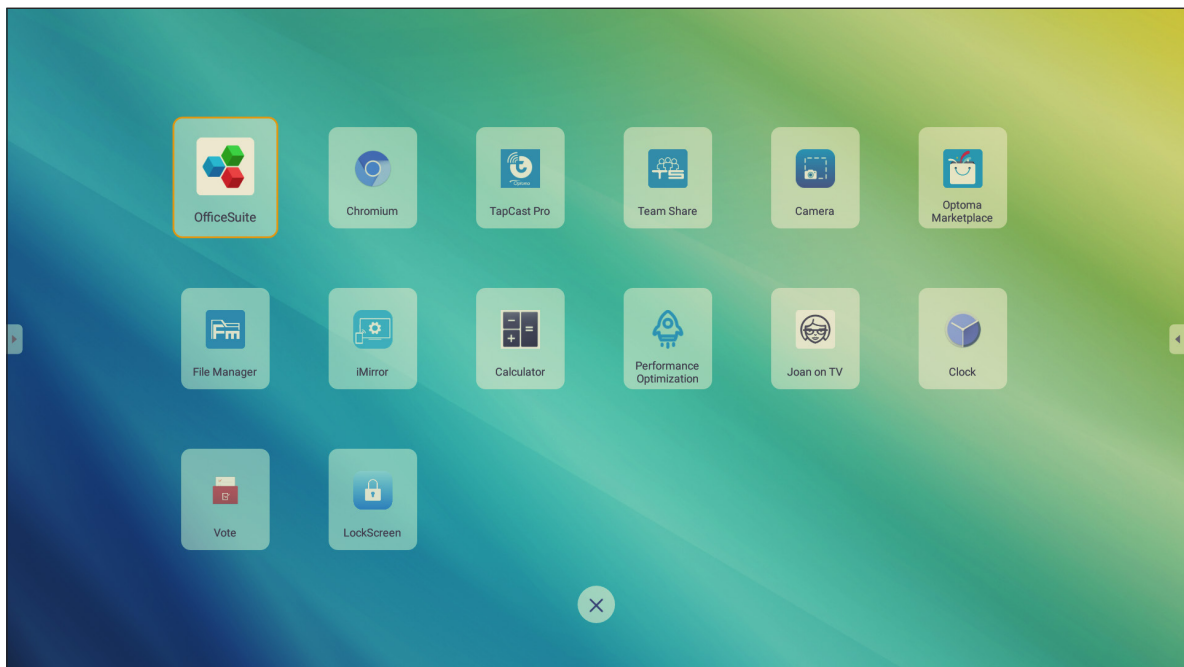 OfficeSuite
Chromium
TapCast Pro
Team Share
Camera
Optoma
Marketplace
File Manager
iMirror
Calculator
Performance
Optimization
Joan on TV
Clock
Vote
LockScreen